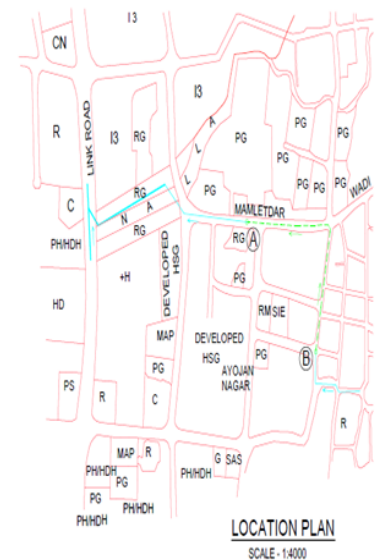 I3
CN
I3
R
LINK ROAD
I3
RG
A
L
L
A
N
PG
PG
PG
PG
PG
PG
PG
PG
WADI
RG
C
RG
MAMLETDAR
PH/HDH
RG
A
DEVELOPED
HSG
+H
PG
HD
RM
SIE
MAP
DEVELOPED
HSG
AYOJAN
NAGAR
PG
B
PG
PS
R
C
R
MAP
R
PH/HDH
PG
PH/HDH
G
SAS
PG
PH/HDH
PH/HDH
LOCATION PLAN
SCALE - 1:4000